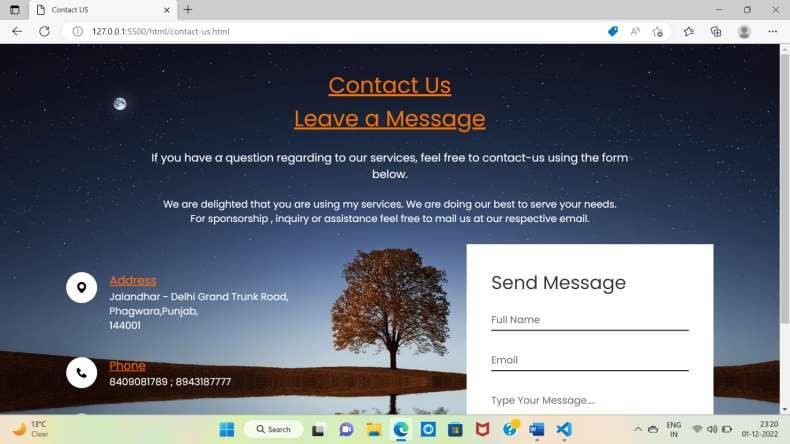 Contact US
127.0.0.1:5500/html/contact-us.html
Contact Us
Leave a Message
If you have a question regarding to our services, feel free to contact-us using the form
below.
We are delighted that you are using my services. We are doing our best to serve your needs.
For sponsorship , inquiry or assistance feel free to mail us at our respective email.
Address
Jalandhar - Delhi Grand Trunk Road,
Phagwara,Punjab,
144001
Phone
8409081789 ; 8943187777
Send Message
Full Name
Email
Type Your Message....
13°C
Clear
Search
ENG
IN
23:20
01-12-2022